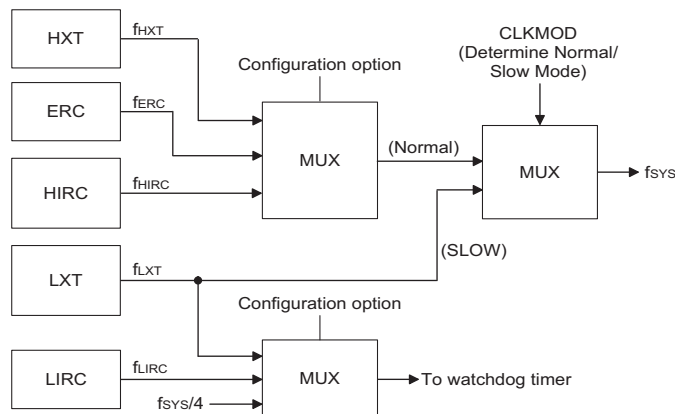 HXT
fHXT
ERC
fERC
HIRC
fHIRC
LXT
fLXT
LIRC
fLIRC
fSYS/4
Configuration option
MUX
(Normal)
(SLOW)
CLKMOD
(Determine Normal/
Slow Mode)
MUX
fSYS
Configuration option
MUX
To watchdog timer